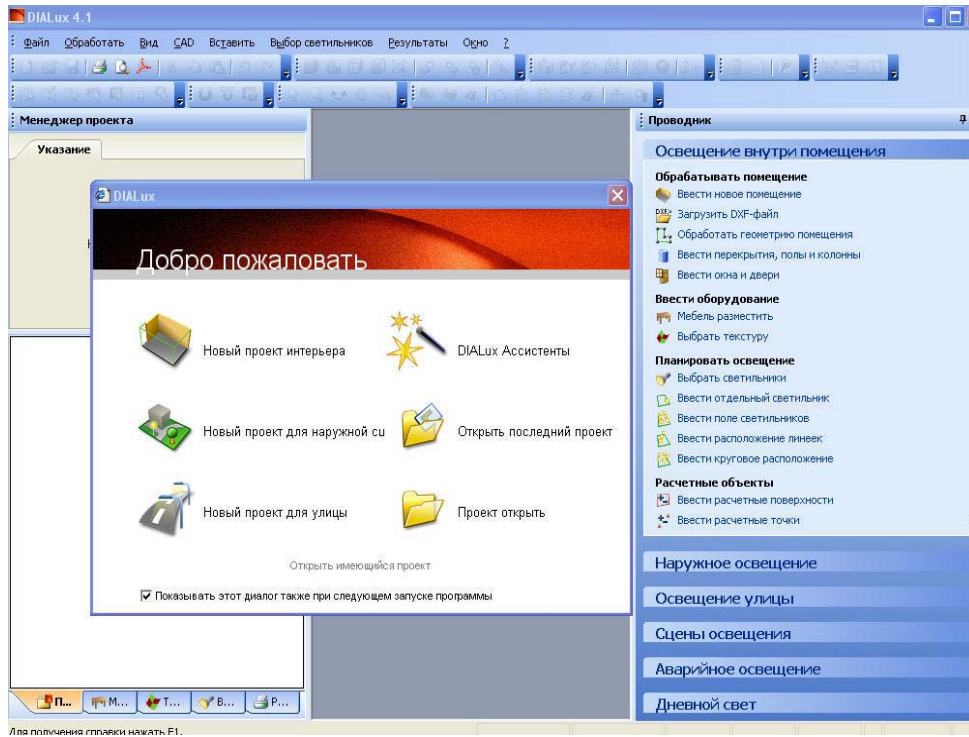 DIALux 4.1
Файл Обработать Вид CAD Вставить Выбор светильников Результаты Окно ?
Менеджер проекта
Указание
DIALux
Добро пожаловать
Новый проект интерьера
DIALux Ассистенты
Новый проект для наружной сц
Открыть последний проект
Новый проект для улицы
Проект открыть
Открыть имеющийся проект
Показывать этот диалог также при следующем запуске программы
П... М... Т... В... Р...
Проводник
Освещение внутри помещения
Обрабатывать помещение
Ввести новое помещение
Загрузить DXF-файл
Обработать геометрию помещения
Ввести перекрытия, полы и колонны
Ввести окна и двери
Ввести оборудование
Мебель разместить
Выбрать текстуру
Планировать освещение
Выбрать светильники
Ввести отдельный светильник
Ввести поле светильников
Ввести расположение линеек
Ввести круговое расположение
Расчетные объекты
Ввести расчетные поверхности
Ввести расчетные точки
Наружное освещение
Освещение улицы
Сцены освещения
Аварийное освещение
Дневной свет
Для получения справки нажать F1.